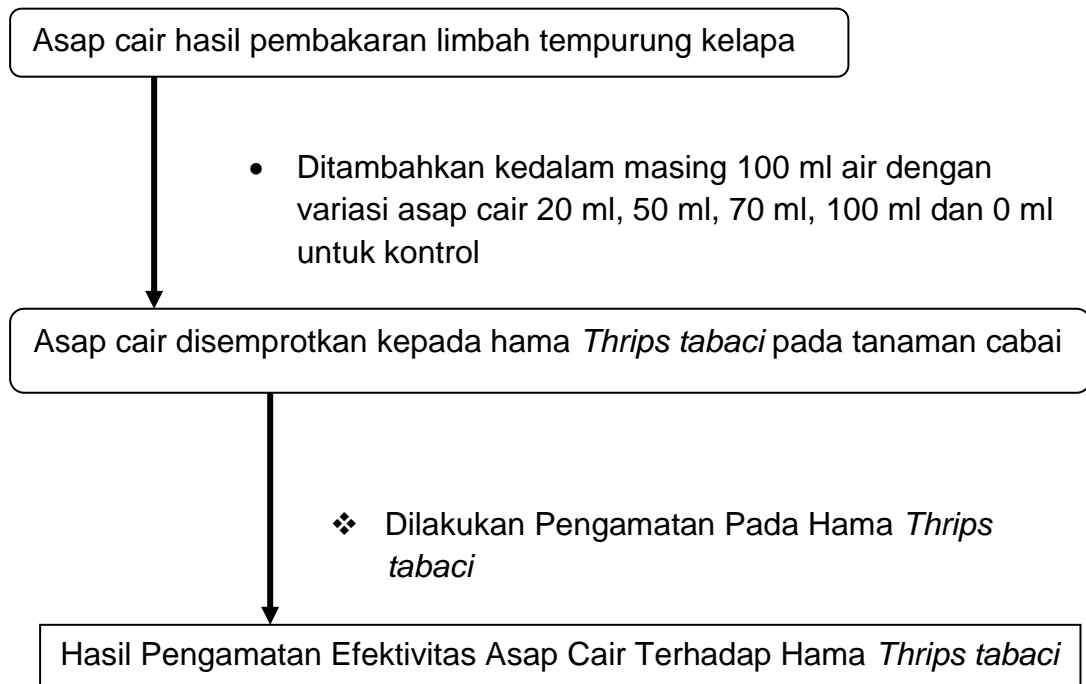 Asap cair hasil pembakaran limbah tempurung kelapa
• Ditambahkan kedalam masing 100 ml air dengan
variasi asap cair 20 ml, 50 ml, 70 ml, 100 ml dan 0 ml
untuk kontrol
Asap cair disemprotkan kepada hama Thrips tabaci pada tanaman cabai
❖ Dilakukan Pengamatan Pada Hama Thrips
tabaci
Hasil Pengamatan Efektivitas Asap Cair Terhadap Hama Thrips tabaci